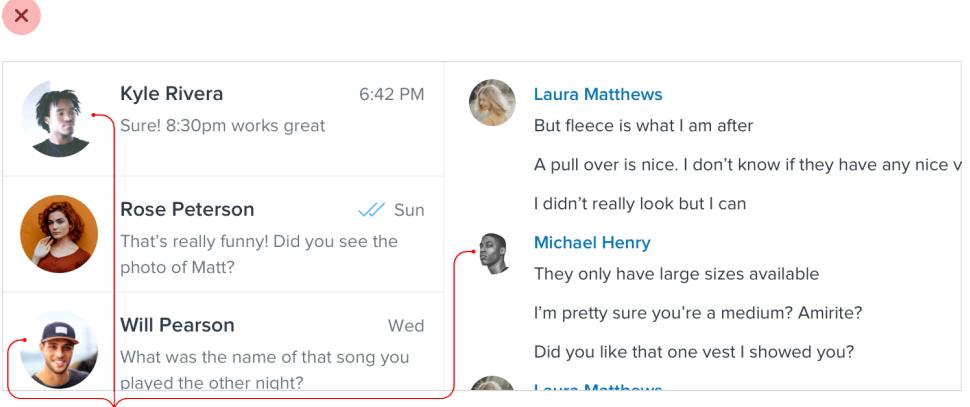 Kyle Rivera
6:42 PM
Sure! 8:30pm works great
Rose Peterson
Sun
That’s really funny! Did you see the
photo of Matt?
Will Pearson
Wed
What was the name of that song you
played the other night?
Laura Matthews
But fleece is what I am after
A pull over is nice. I don’t know if they have any nice
I didn’t really look but I can
Michael Henry
They only have large sizes available
I’m pretty sure you’re a medium? Amirite?
Did you like that one vest I showed you?
Laura Matthews